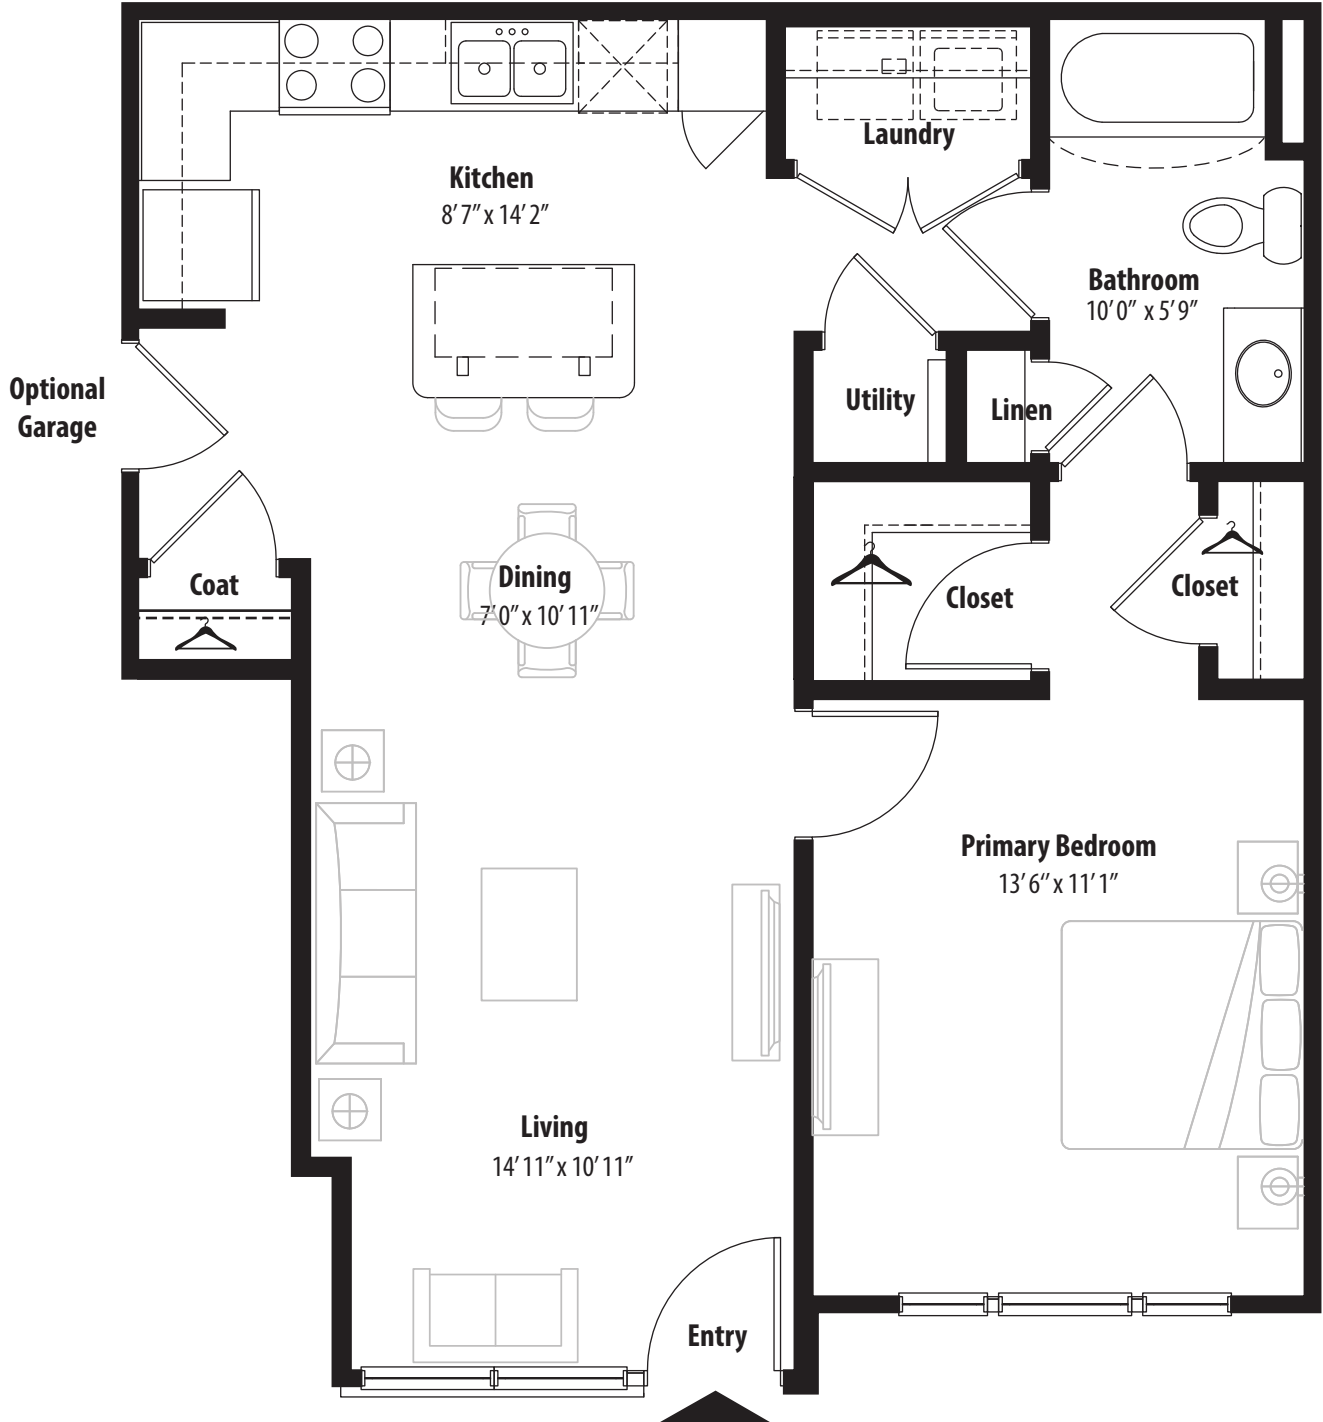 Laundry
Kitchen
8’7” x 14’2”
Bathroom
10’0” x 5’9”
Optional
Garage
Utility
Linen
Coat
Dining
7’0” x 10’11”
Closet
Closet
Primary Bedroom
13’6” x 11’1”
Living
14’11” x 10’11”
Entry